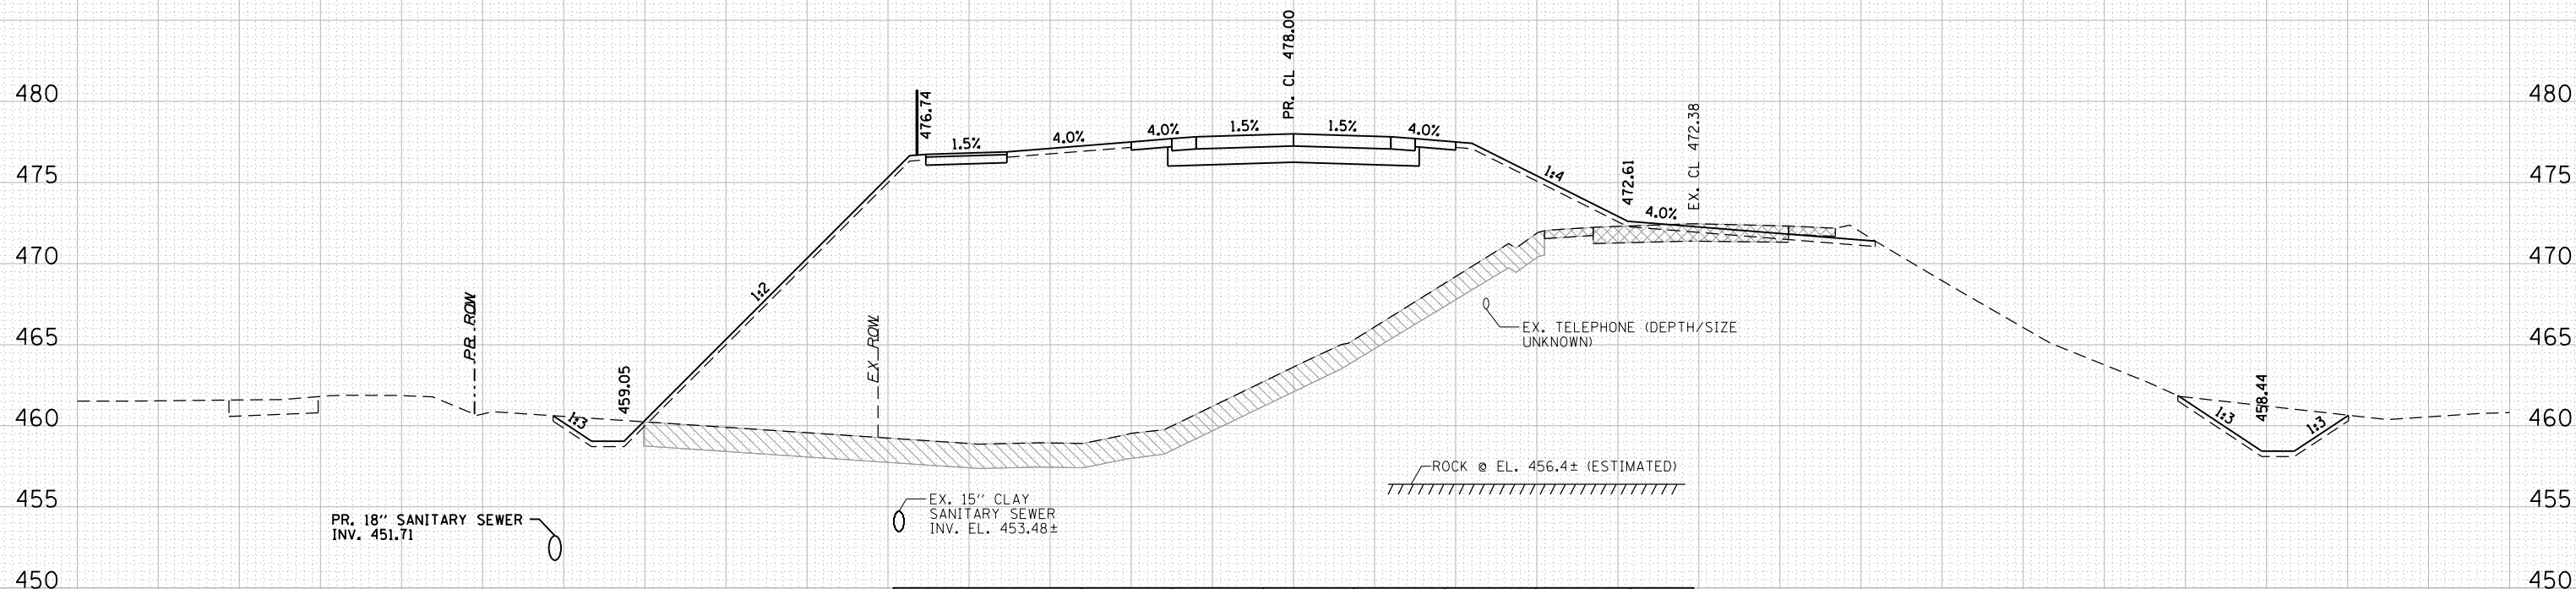 PR. CL 478.00
480
480
476.74
1.5%
4.0%
4.0%
1.5%
1.5%
4.0%
EX. CL 472.38
475
475
1:4
472.61
4.0%
470
470
1:2
PR. ROW
EX. ROW
465
465
EX. TELEPHONE (DEPTH/SIZE
UNKNOWN)
459.05
458.44
460
460
1:3
1:3
1:3
ROCK @ EL. 456.4± (ESTIMATED)
455
455
EX. 15'' CLAY
SANITARY SEWER
INV. EL. 453.48±
PR. 18'' SANITARY SEWER
INV. 451.71
450
450